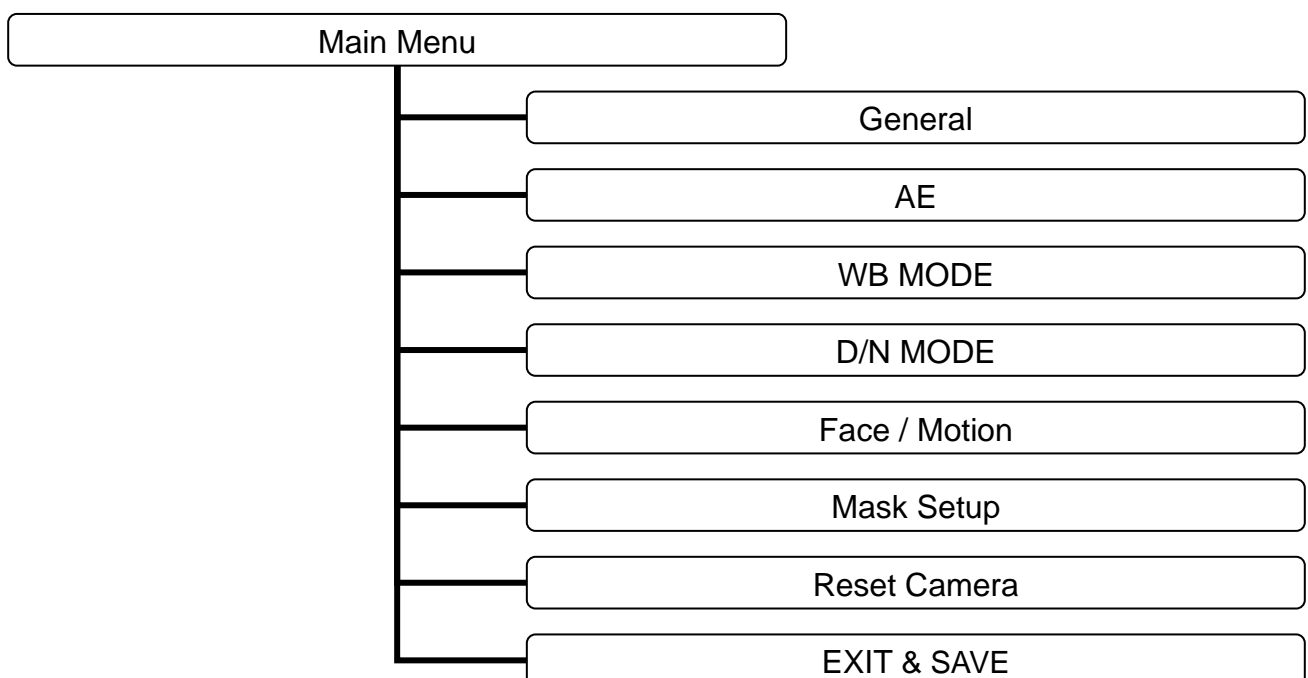 Main Menu
General
AE
WB MODE
D/N MODE
Face / Motion
Mask Setup
Reset Camera
EXIT & SAVE